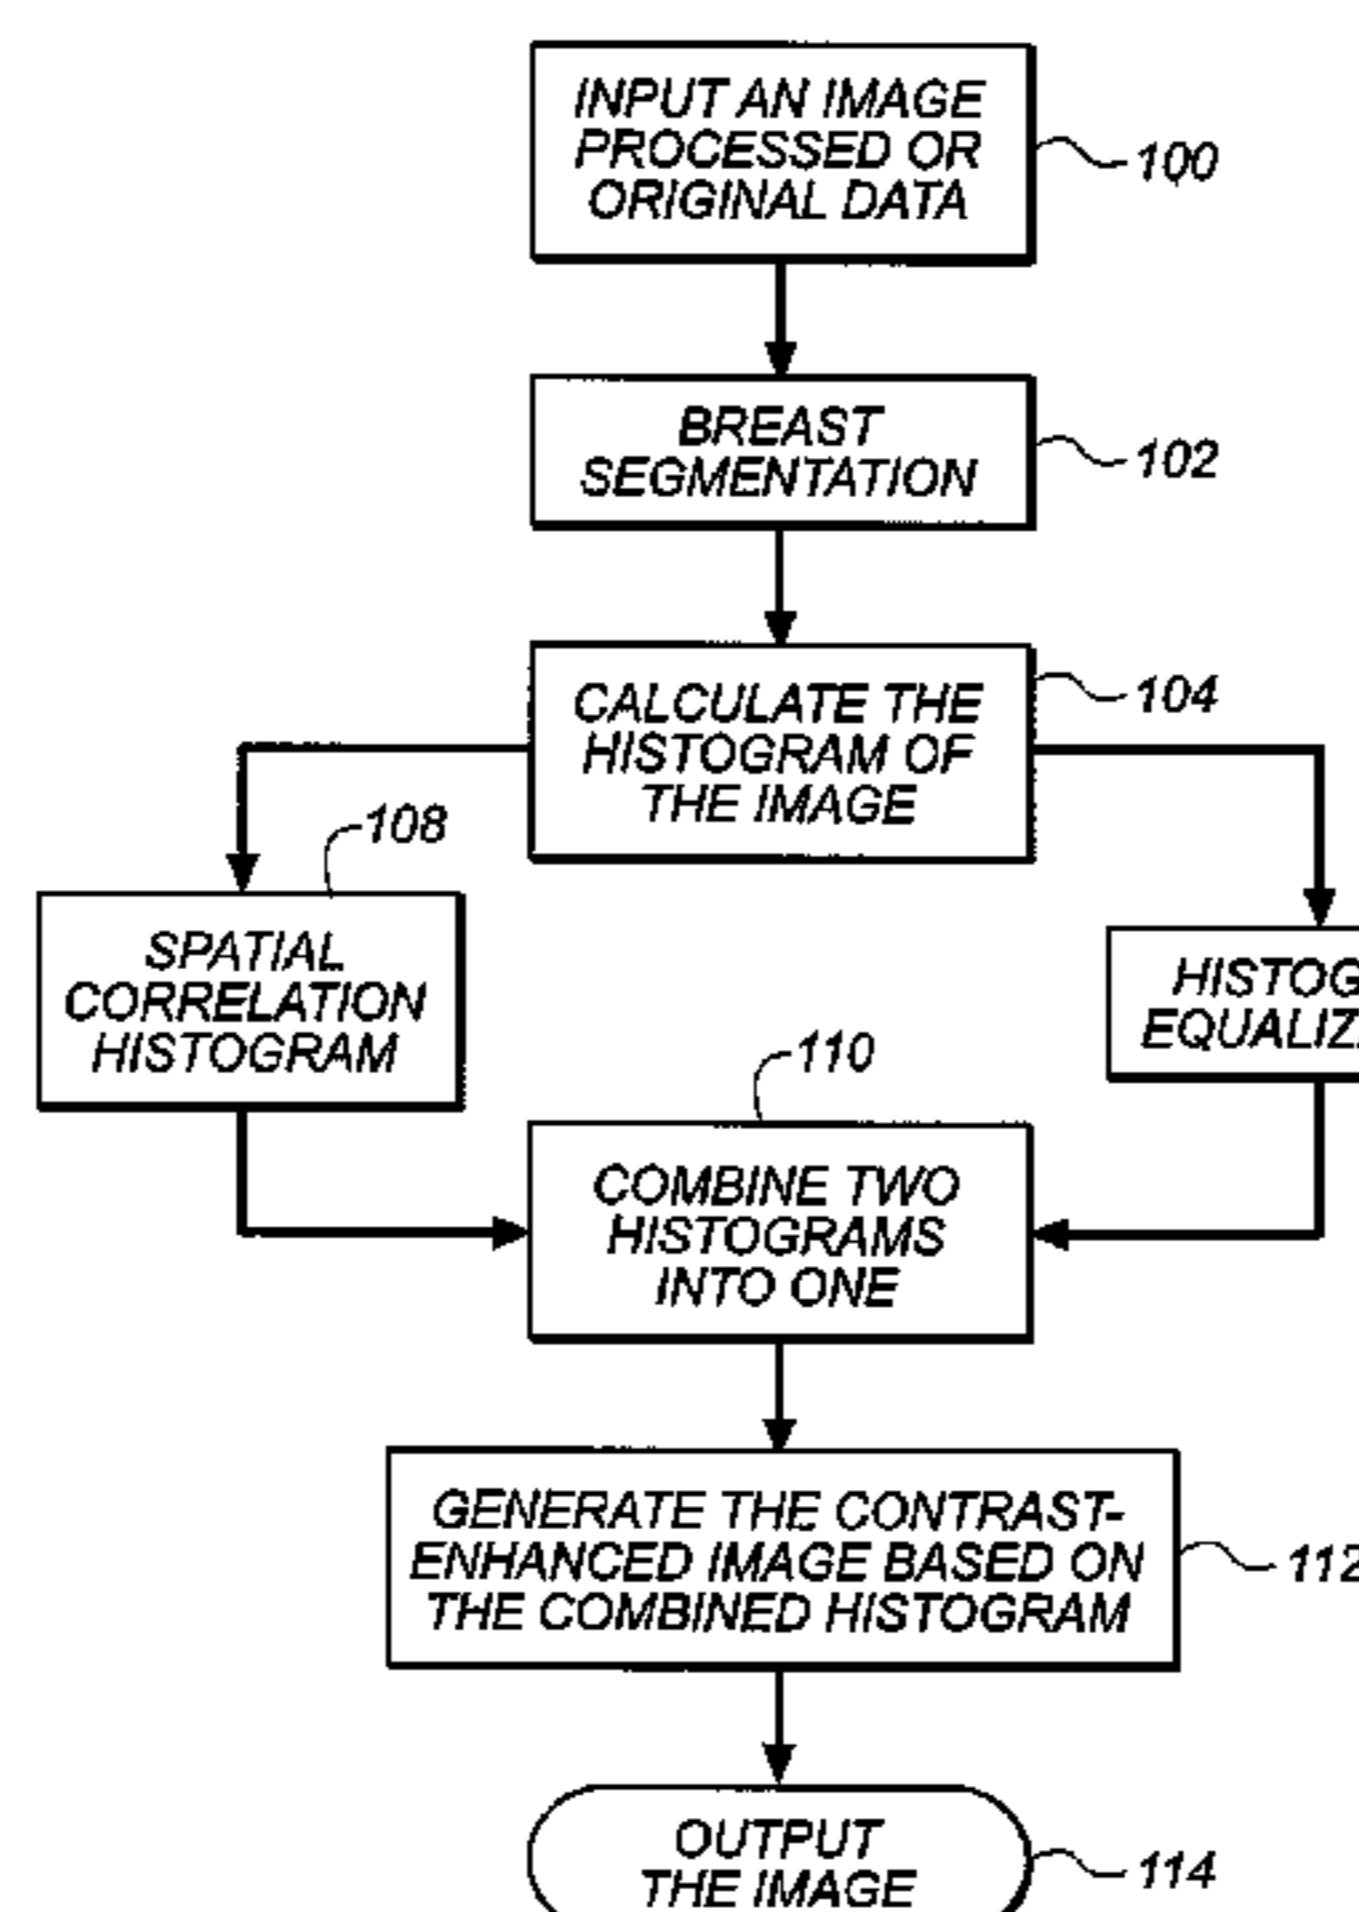 INPUT AN IMAGE
PROCESSED OR
ORIGINAL DATA
100
BREAST
SEGMENTATION
102
CALCULATE THE
HISTOGRAM OF
THE IMAGE
104
108
SPATIAL
CORRELATION
HISTOGRAM
110
COMBINE TWO
HISTOGRAMS
INTO ONE
GENERATE THE CONTRAST-
ENHANCED IMAGE BASED ON
THE COMBINED HISTOGRAM
112
OUTPUT
THE IMAGE
114